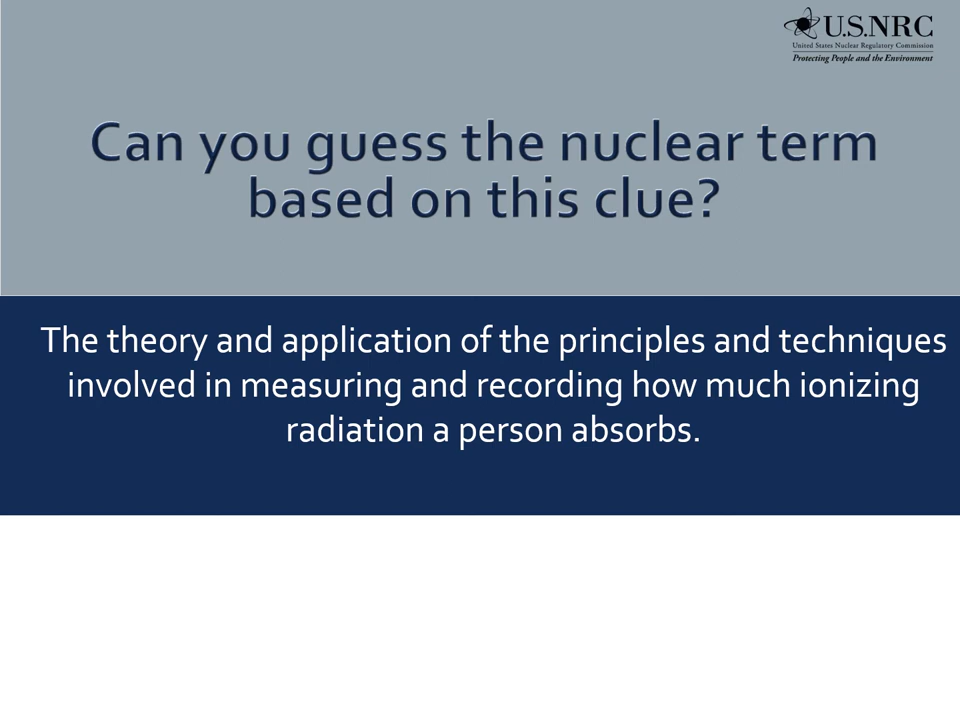 U.S.NRC
United States Nuclear Regulatory Commission
Protecting People and the Environment
Can you guess the nuclear term
based on this clue?
The theory and application of the principles and techniques
involved in measuring and recording how much ionizing
radiation a person absorbs.